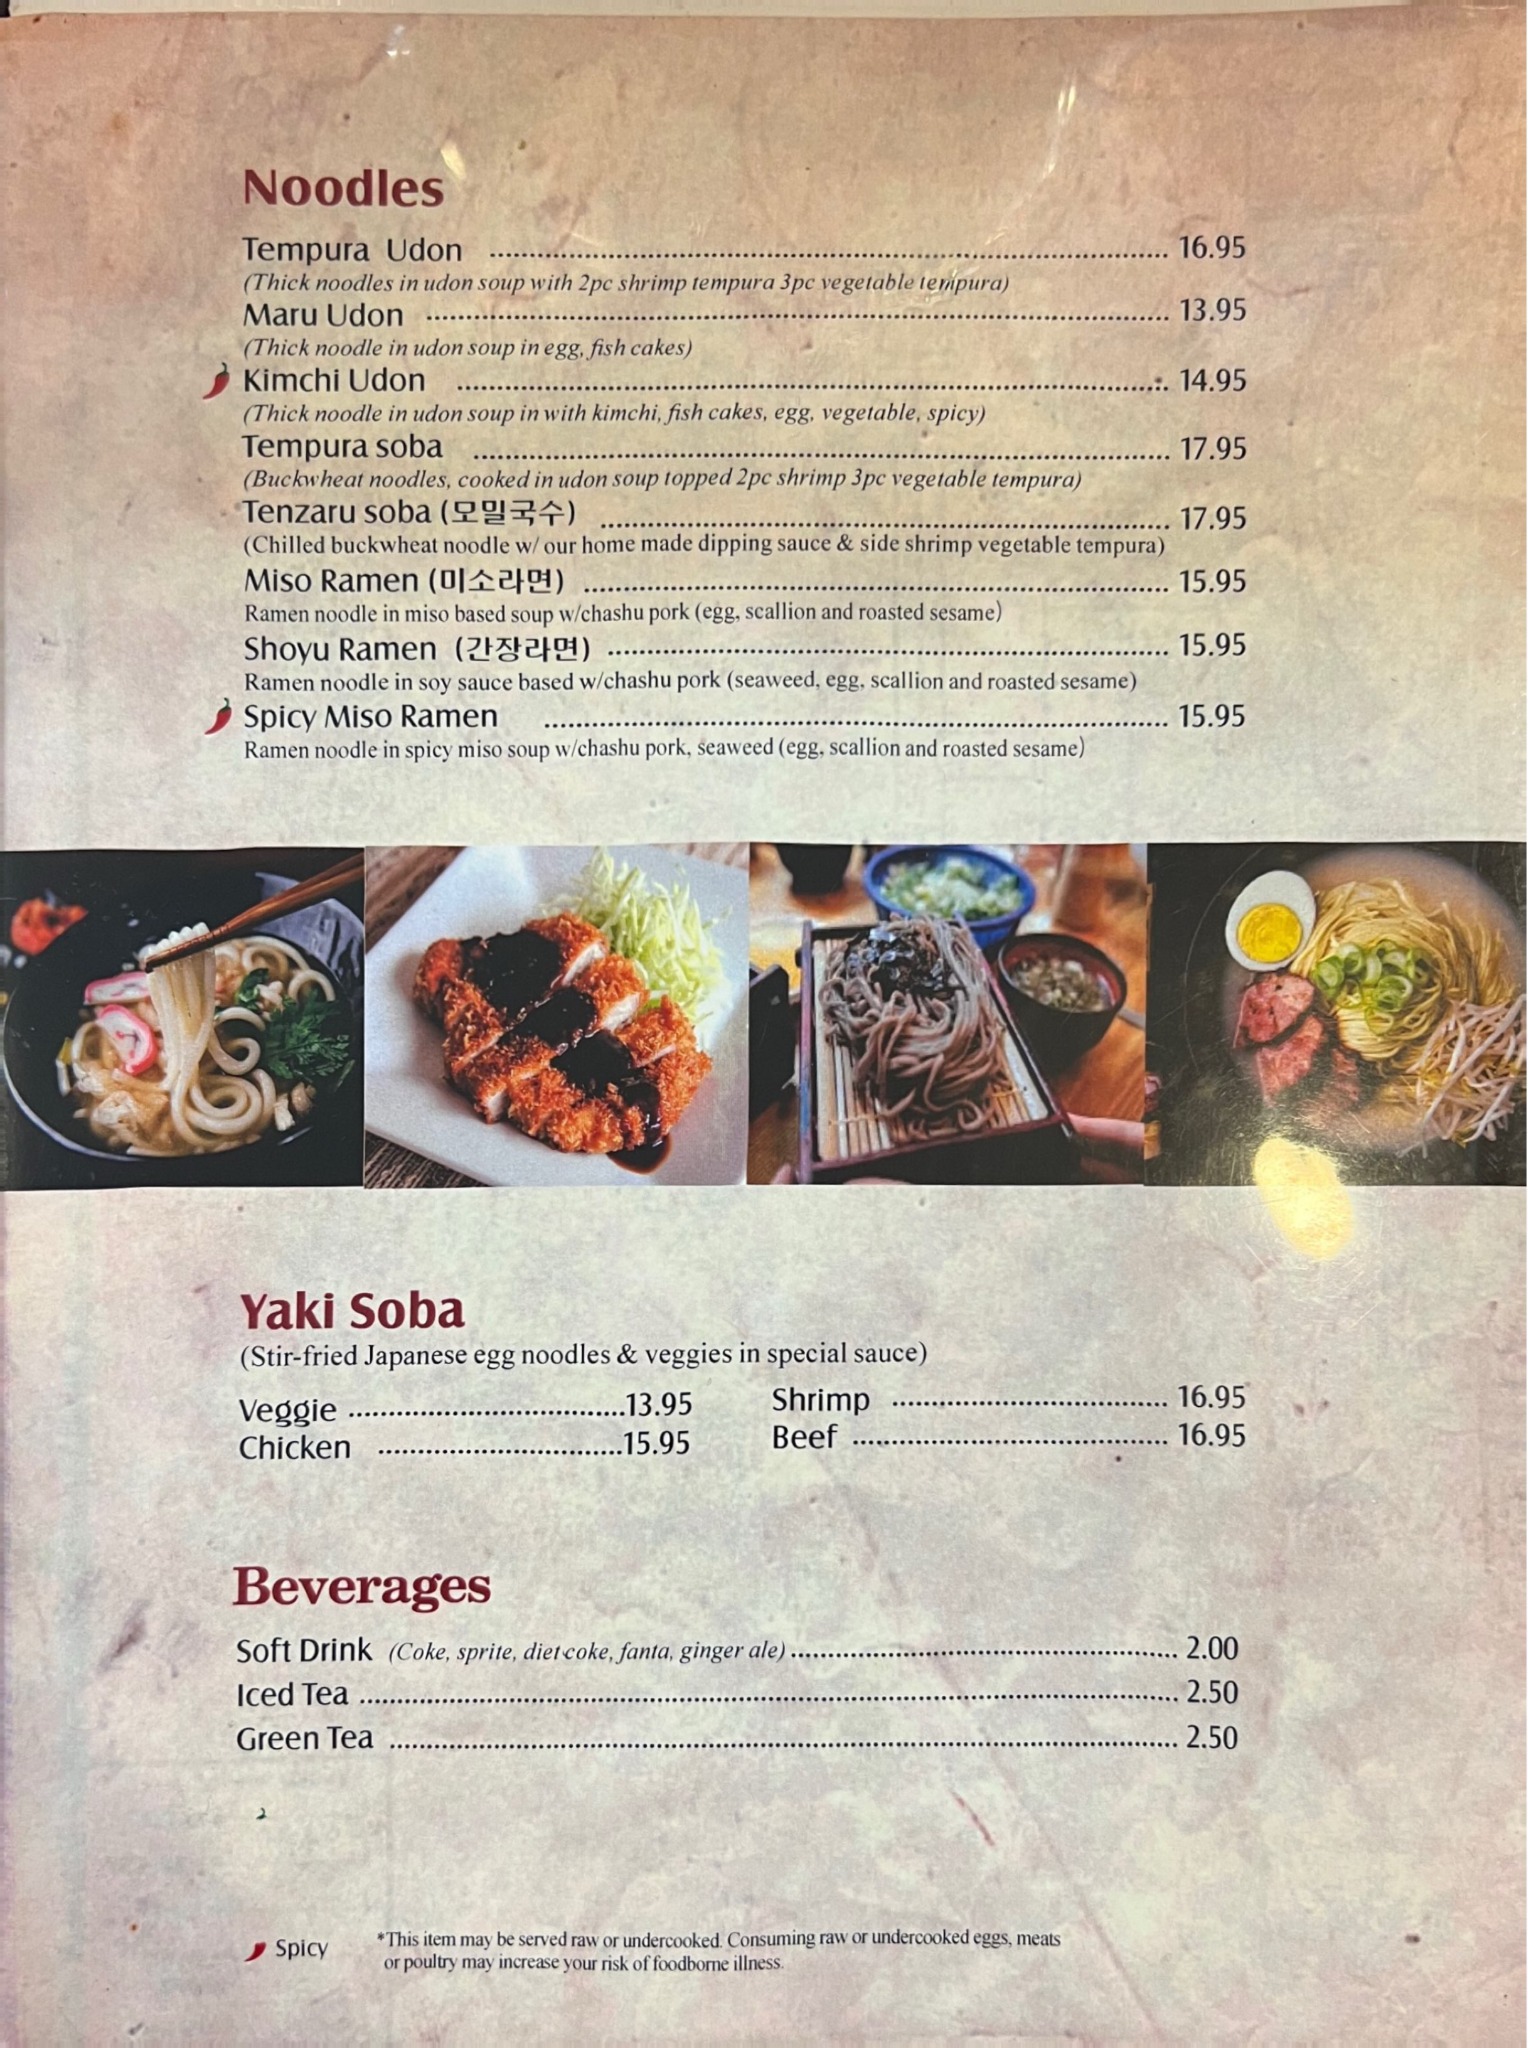 Noodles
Tempura Udon ........ 16.95
(Thick noodles in udon soup with 2pc shrimp tempura 3pc vegetable tempura)
Maru Udon ........ 13.95
(Thick noodle in udon soup in egg, fish cakes)
Kimchi Udon ........ 14.95
(Thick noodle in udon soup in with kimchi, fish cakes, egg, vegetable, spicy)
Tempura soba ........ 17.95
(Buckwheat noodles, cooked in udon soup topped 2pc shrimp 3pc vegetable tempura)
Tenzaru soba (모밀국수) ........ 17.95
(Chilled buckwheat noodle w/ our home made dipping sauce & side shrimp vegetable tempura)
Miso Ramen (미소라면) ........ 15.95
Ramen noodle in miso based soup w/chashu pork (egg, scallion and roasted sesame)
Shoyu Ramen (간장라면) ........ 15.95
Ramen noodle in soy sauce based w/chashu pork (seaweed, egg, scallion and roasted sesame)
Spicy Miso Ramen ........ 15.95
Ramen noodle in spicy miso soup w/chashu pork, seaweed (egg, scallion and roasted sesame)
Yaki Soba
(Stir-fried Japanese egg noodles & veggies in special sauce)
Veggie ........ 13.95
Chicken ........ 15.95
Shrimp ........ 16.95
Beef ........ 16.95
Beverages
Soft Drink (Coke, sprite, diet coke, fanta, ginger ale) ........ 2.00
Iced Tea ........ 2.50
Green Tea ........ 2.50
Spicy
*This item may be served raw or undercooked. Consuming raw or undercooked eggs, meats
or poultry may increase your risk of foodborne illness.